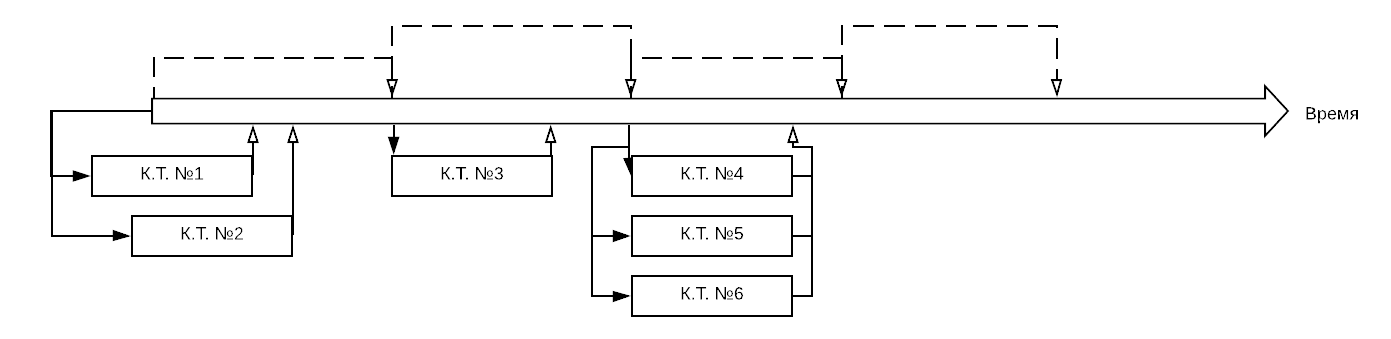 Время
К.Т. №1
К.Т. №3
К.Т. №4
К.Т. №2
К.Т. №5
К.Т. №6